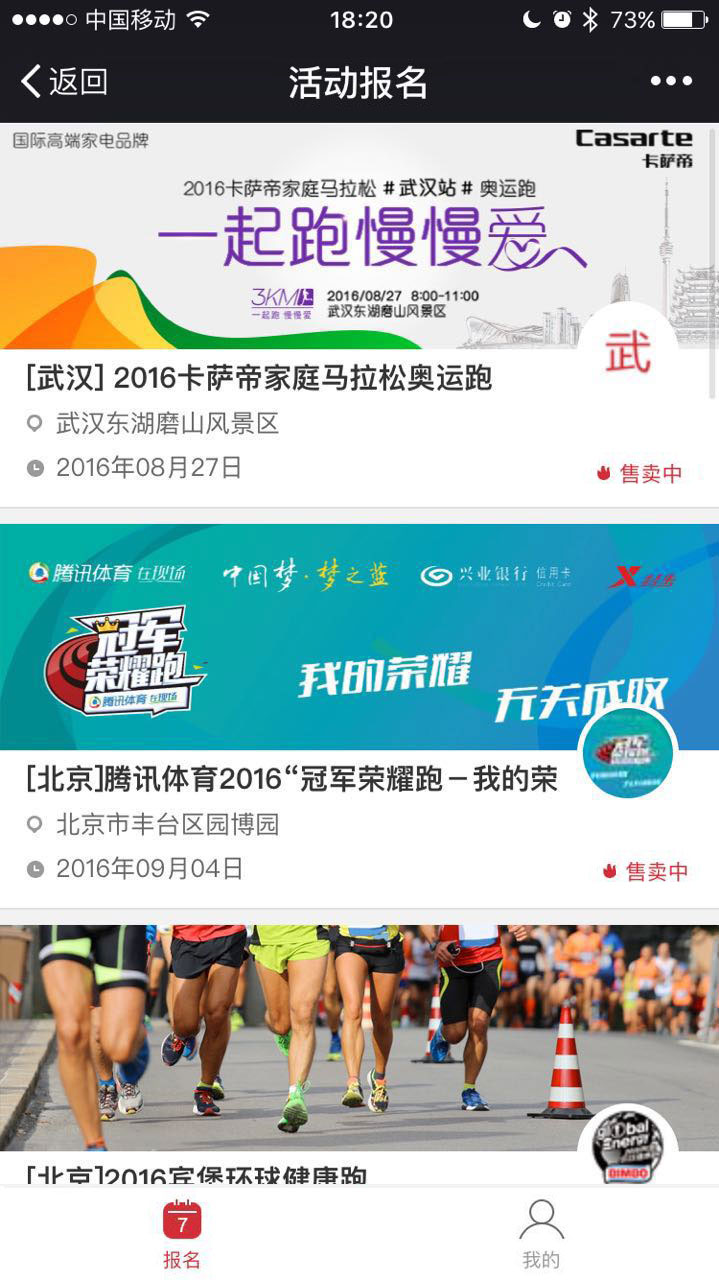 中国移动 18:20 73%
返回 活动报名
国际高端家电品牌 Casarte
卡萨帝
2016卡萨帝家庭马拉松 #武汉站# 奥运跑
一起跑慢慢爱
3KM 2016/08/27 8:00-11:00
一起跑 慢慢爱 武汉东湖磨山风景区
武
[武汉] 2016卡萨帝家庭马拉松奥运跑
武汉东湖磨山风景区
2016年08月27日
售卖中
腾讯体育 在现场 中国梦·梦之蓝 兴业银行 信用卡
Credit Card
冠军
荣耀跑
腾讯体育 在现场
我的荣耀
无关成败
[北京]腾讯体育2016“冠军荣耀跑－我的荣
北京市丰台区园博园
2016年09月04日
售卖中
global
Energy
BIMBO
[北京]2016宾堡环球健康跑
7
报名 我的